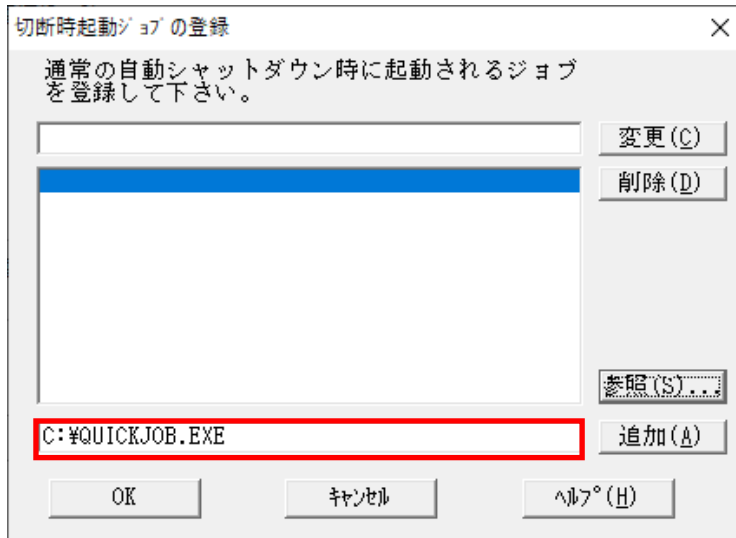 切断時起動ｼﾞｮﾌﾞの登録
通常の自動シャットダウン時に起動されるジョブ
を登録して下さい。
変更(C)
削除(D)
参照(S)...
C:¥QUICKJOB.EXE
追加(A)
OK
ｷｬﾝｾﾙ
ﾍﾙﾌﾟ(H)